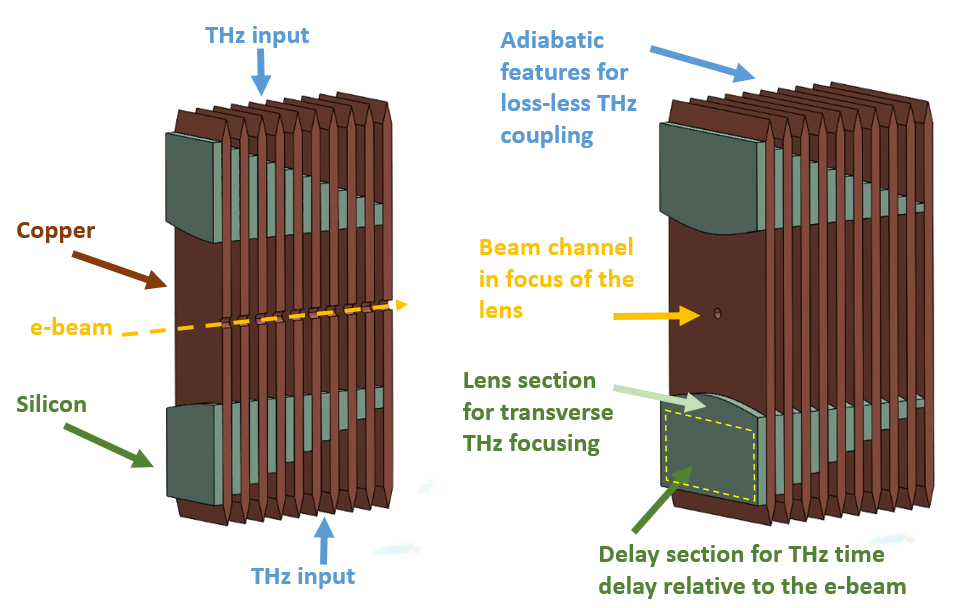 THz input
Copper
e-beam
Silicon
THz input
Adiabatic
features for
loss-less THz
coupling
Beam channel
in focus of the
lens
Lens section
for transverse
THz focusing
Delay section for THz time
delay relative to the e-beam